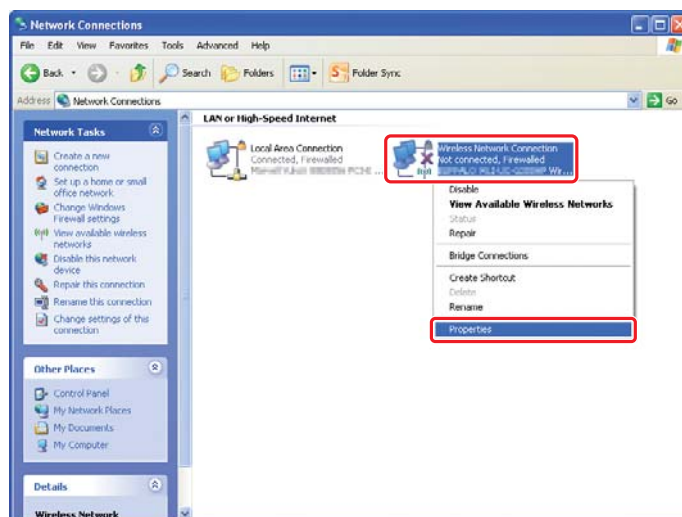 Network Connections
File Edit View Favorites Tools Advanced Help
Back Search Folders Folder Sync
Address Network Connections Go
Network Tasks
Create a new
connection
Set up a home or small
office network
Change Windows
Firewall settings
View available wireless
networks
Disable this network
device
Repair this connection
Rename this connection
Change settings of this
connection
Other Places
Control Panel
My Network Places
My Documents
My Computer
Details
Wireless Network
LAN or High-Speed Internet
Local Area Connection
Connected, Firewalled
Wireless Network Connection
Not connected, Firewalled
Disable
View Available Wireless Networks
Status
Repair
Bridge Connections
Create Shortcut
Delete
Rename
Properties